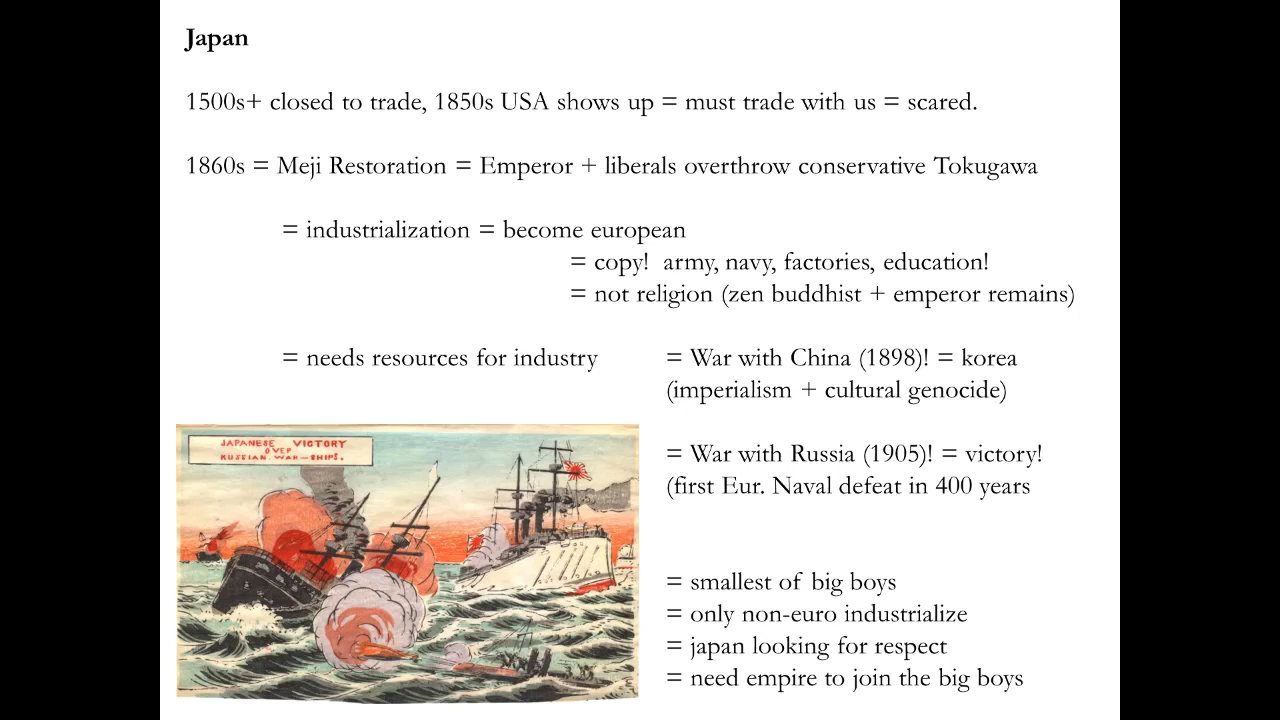 Japan
1500s+ closed to trade, 1850s USA shows up = must trade with us = scared.
1860s = Meji Restoration = Emperor + liberals overthrow conservative Tokugawa
= industrialization = become european
= copy!  army, navy, factories, education!
= not religion (zen buddhist + emperor remains)
= needs resources for industry
= War with China (1898)! = korea
(imperialism + cultural genocide)
= War with Russia (1905)! = victory!
(first Eur. Naval defeat in 400 years
JAPANESE VICTORY
OVER
RUSSIAN WAR-SHIPS.
= smallest of big boys
= only non-euro industrialize
= japan looking for respect
= need empire to join the big boys